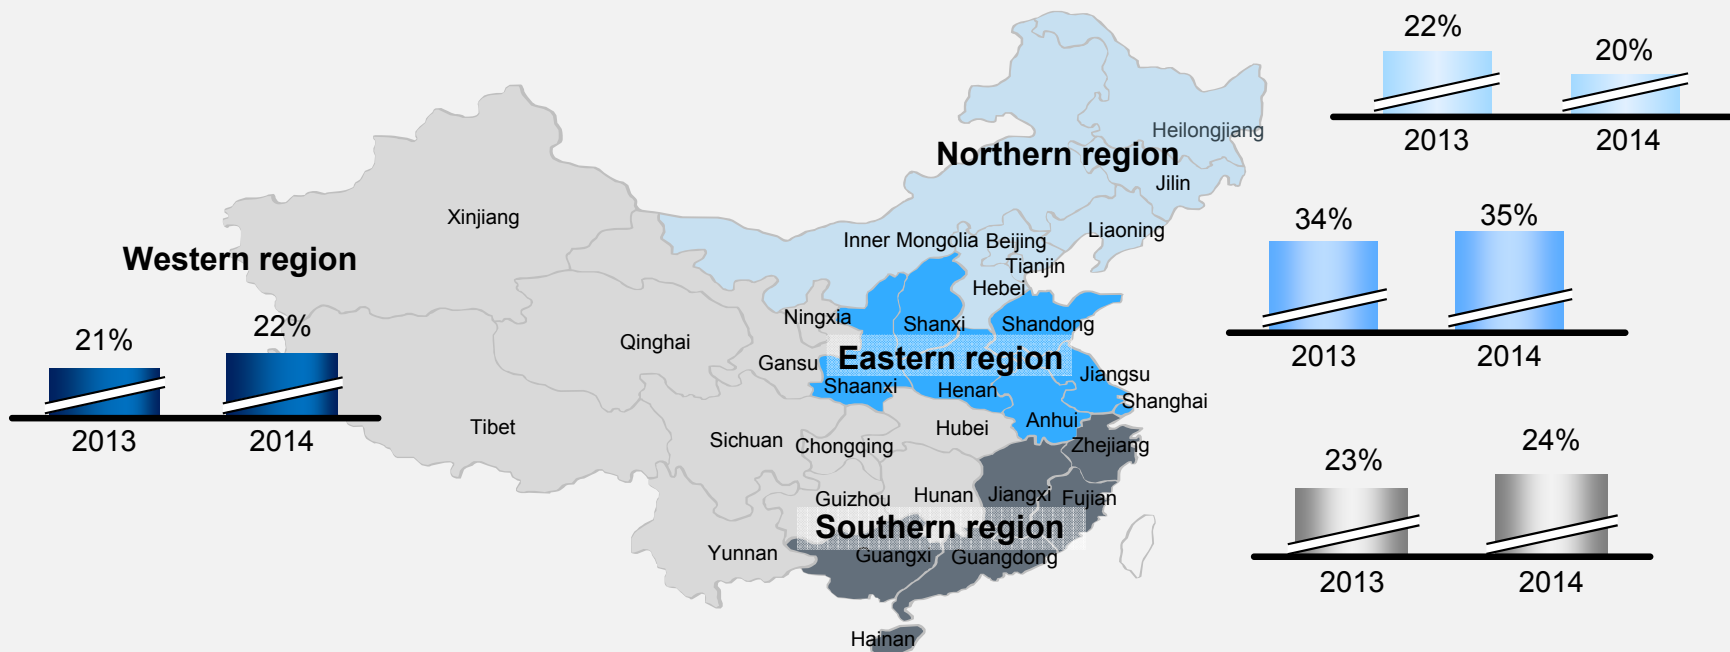 22%
20%
2013
2014
Heilongjiang
Northern region
Jilin
Xinjiang
Liaoning
Inner Mongolia
Beijing
Tianjin
Hebei
34%
35%
2013
2014
Western region
21%
22%
2013
2014
Ningxia
Shanxi
Shandong
Qinghai
Gansu
Eastern region
Jiangsu
Shaanxi
Henan
Shanghai
Anhui
Tibet
Sichuan
Chongqing
Hubei
Zhejiang
23%
24%
2013
2014
Guizhou
Hunan
Jiangxi
Fujian
Southern region
Yunnan
Guangxi
Guangdong
Hainan